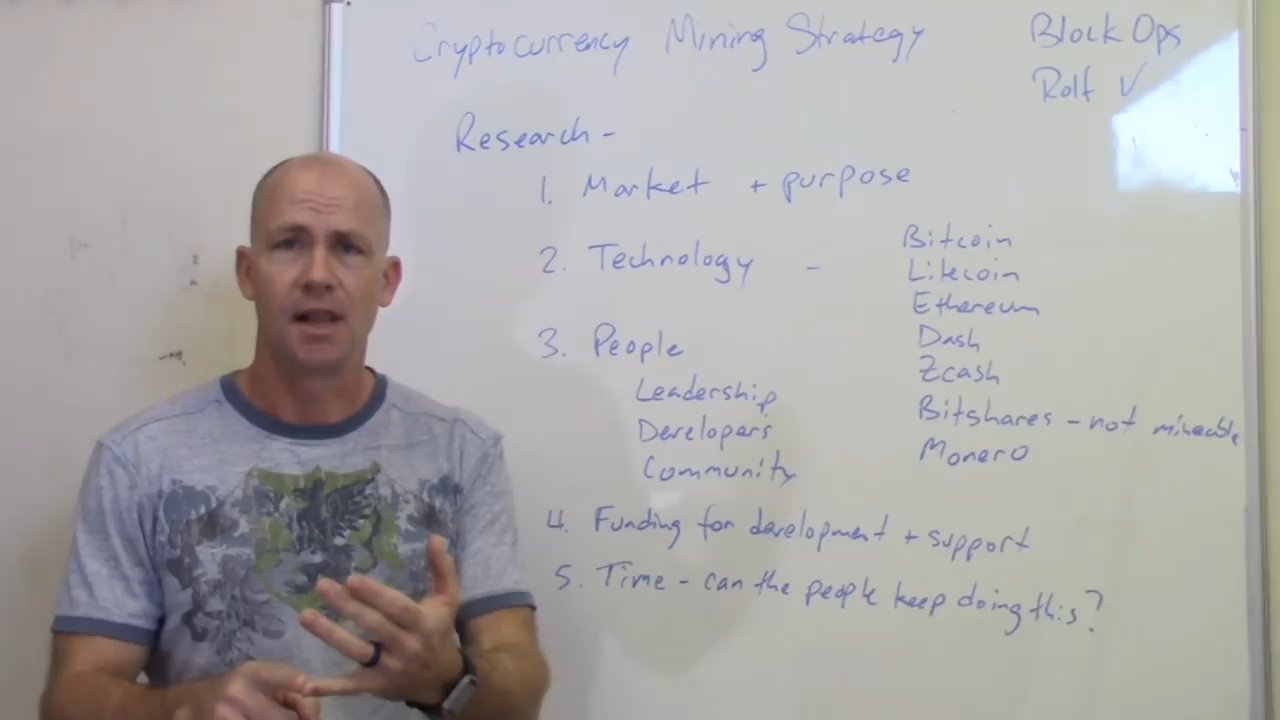 Cryptocurrency Mining Strategy
Block Ops
Rolf V
Research -
1. Market + purpose
2. Technology -
Bitcoin
Litecoin
Ethereum
Dash
Zcash
Bitshares - not mineable
Monero
3. People
Leadership
Developers
Community
4. Funding for development + support
5. Time - can the people keep doing this?